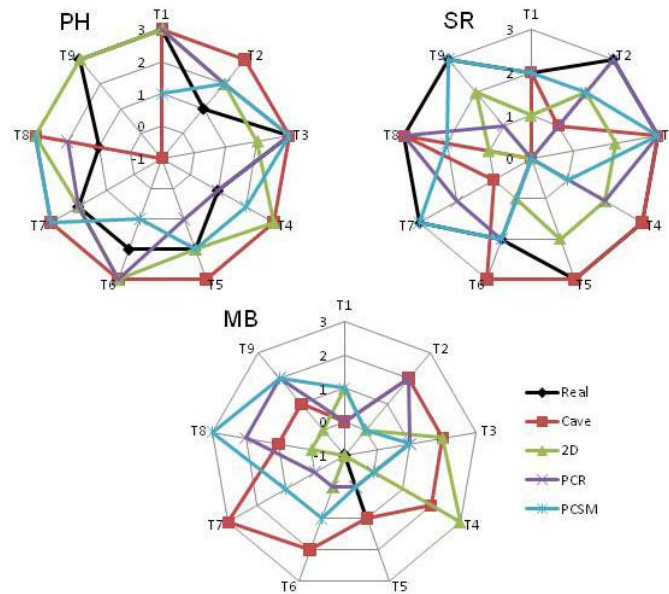 PH
T1
T2
T3
T4
T5
T6
T7
T8
T9
3
2
1
0
-1
SR
T1
T2
T
T4
T5
T6
T7
T8
T9
3
2
1
0
MB
T1
T2
T3
T4
T5
T6
T7
T8
T9
3
2
1
0
-1
Real
Cave
2D
PCR
PCSM